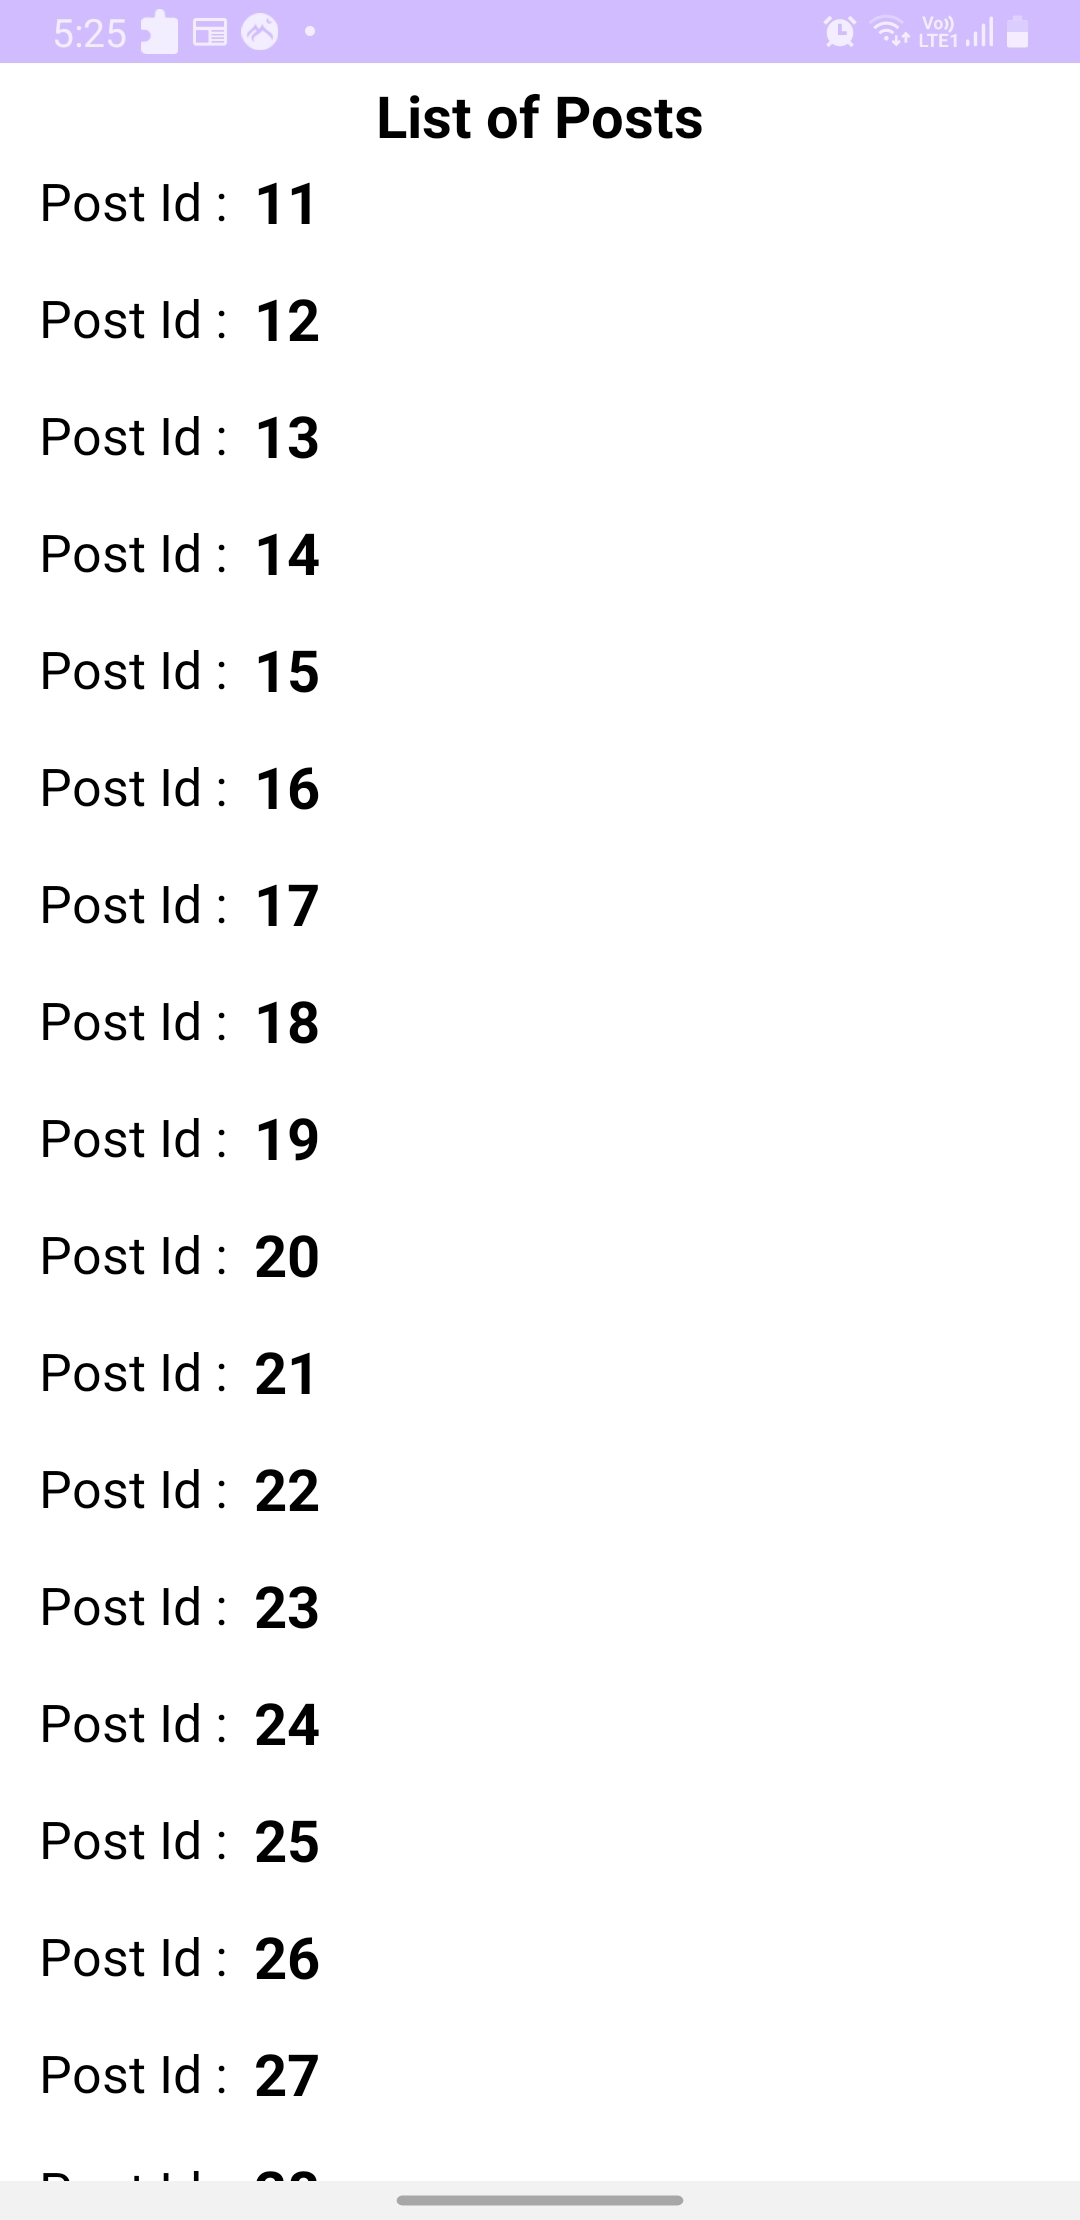 5:25
Vo)) LTE1
List of Posts
Post Id : 11
Post Id : 12
Post Id : 13
Post Id : 14
Post Id : 15
Post Id : 16
Post Id : 17
Post Id : 18
Post Id : 19
Post Id : 20
Post Id : 21
Post Id : 22
Post Id : 23
Post Id : 24
Post Id : 25
Post Id : 26
Post Id : 27